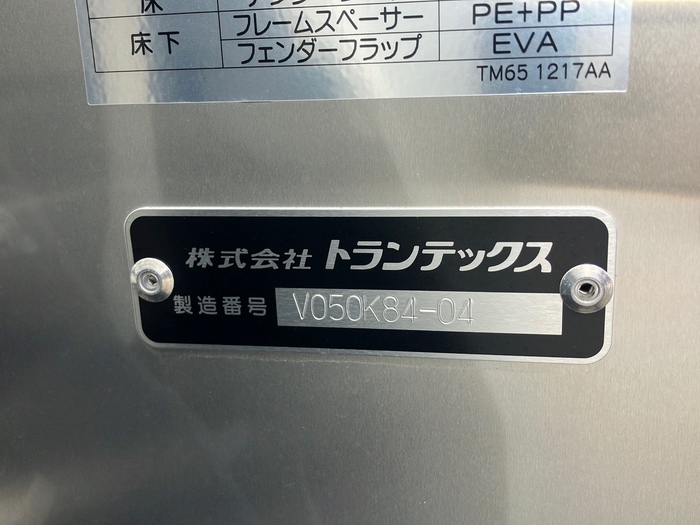 床
フレームスペーサー PE+PP
床下
フェンダーフラップ EVA
TM65 1217AA
株式会社 トランテックス
製造番号 V050K84-04